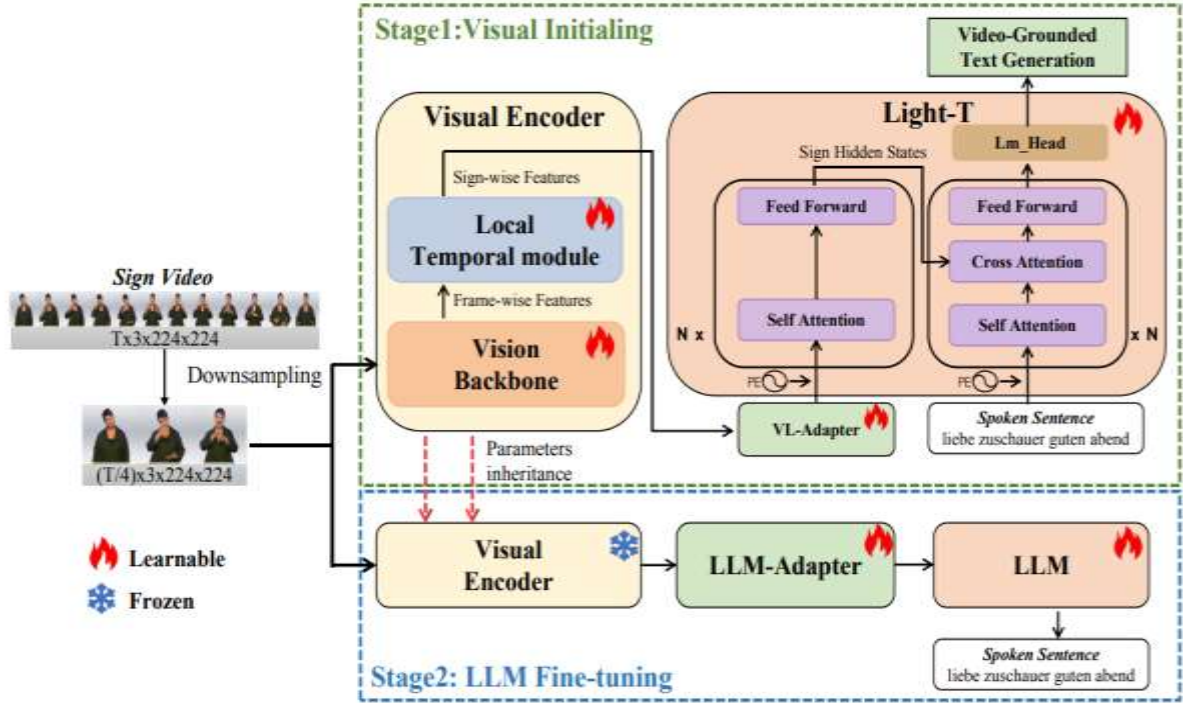 Stage1:Visual Initialing
Video-Grounded
Text Generation
Visual Encoder
Light-T
Sign Hidden States
Lm_Head
Sign-wise Features
Feed Forward
Feed Forward
Local
Temporal module
Cross Attention
Sign Video
Frame-wise Features
Tx3x224x224
Self Attention
Self Attention
N x
x N
Vision
Backbone
Downsampling
PE
PE
VL-Adapter
Spoken Sentence
liebe zuschauer guten abend
(T/4)x3x224x224
Parameters
inheritance
Learnable
Frozen
Visual
Encoder
LLM-Adapter
LLM
Spoken Sentence
liebe zuschauer guten abend
Stage2: LLM Fine-tuning